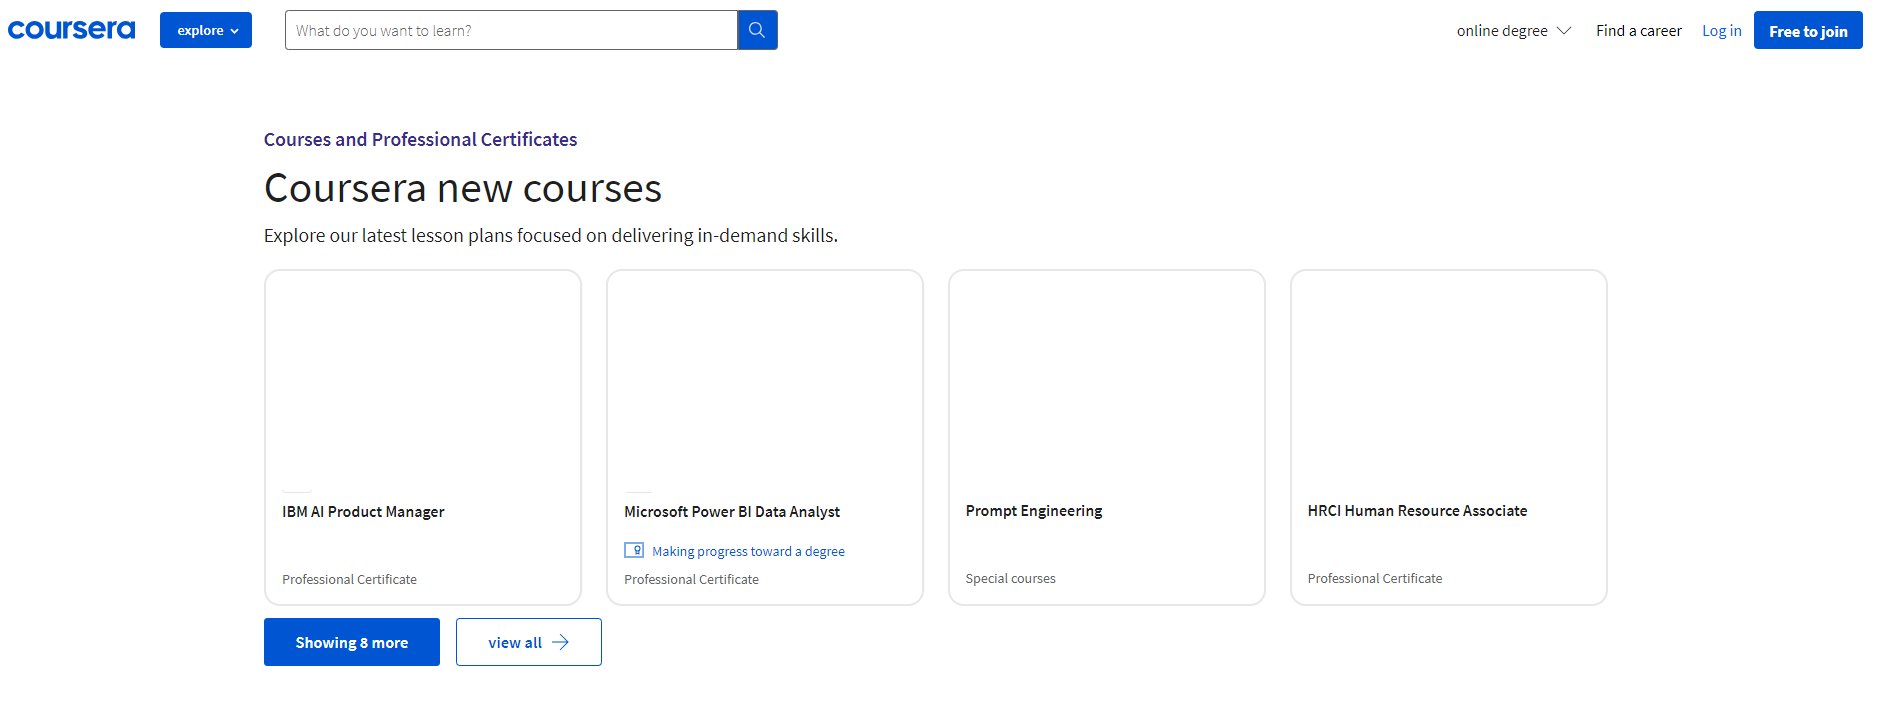 coursera explore What do you want to learn? online degree Find a career Log in Free to join
Courses and Professional Certificates
Coursera new courses
Explore our latest lesson plans focused on delivering in-demand skills.
IBM AI Product Manager
Professional Certificate
Microsoft Power BI Data Analyst
Making progress toward a degree
Professional Certificate
Prompt Engineering
Special courses
HRCI Human Resource Associate
Professional Certificate
Showing 8 more view all